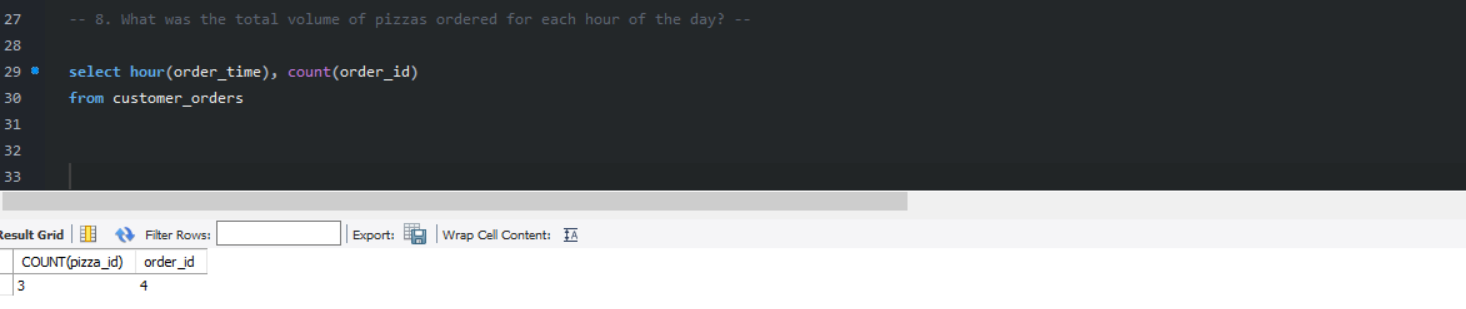 27 -- 8. What was the total volume of pizzas ordered for each hour of the day? --
28
29 select hour(order_time), count(order_id)
30 from customer_orders
31
32
33
Result Grid Filter Rows: Export: Wrap Cell Content: IA
COUNT(pizza_id) order_id
3 4